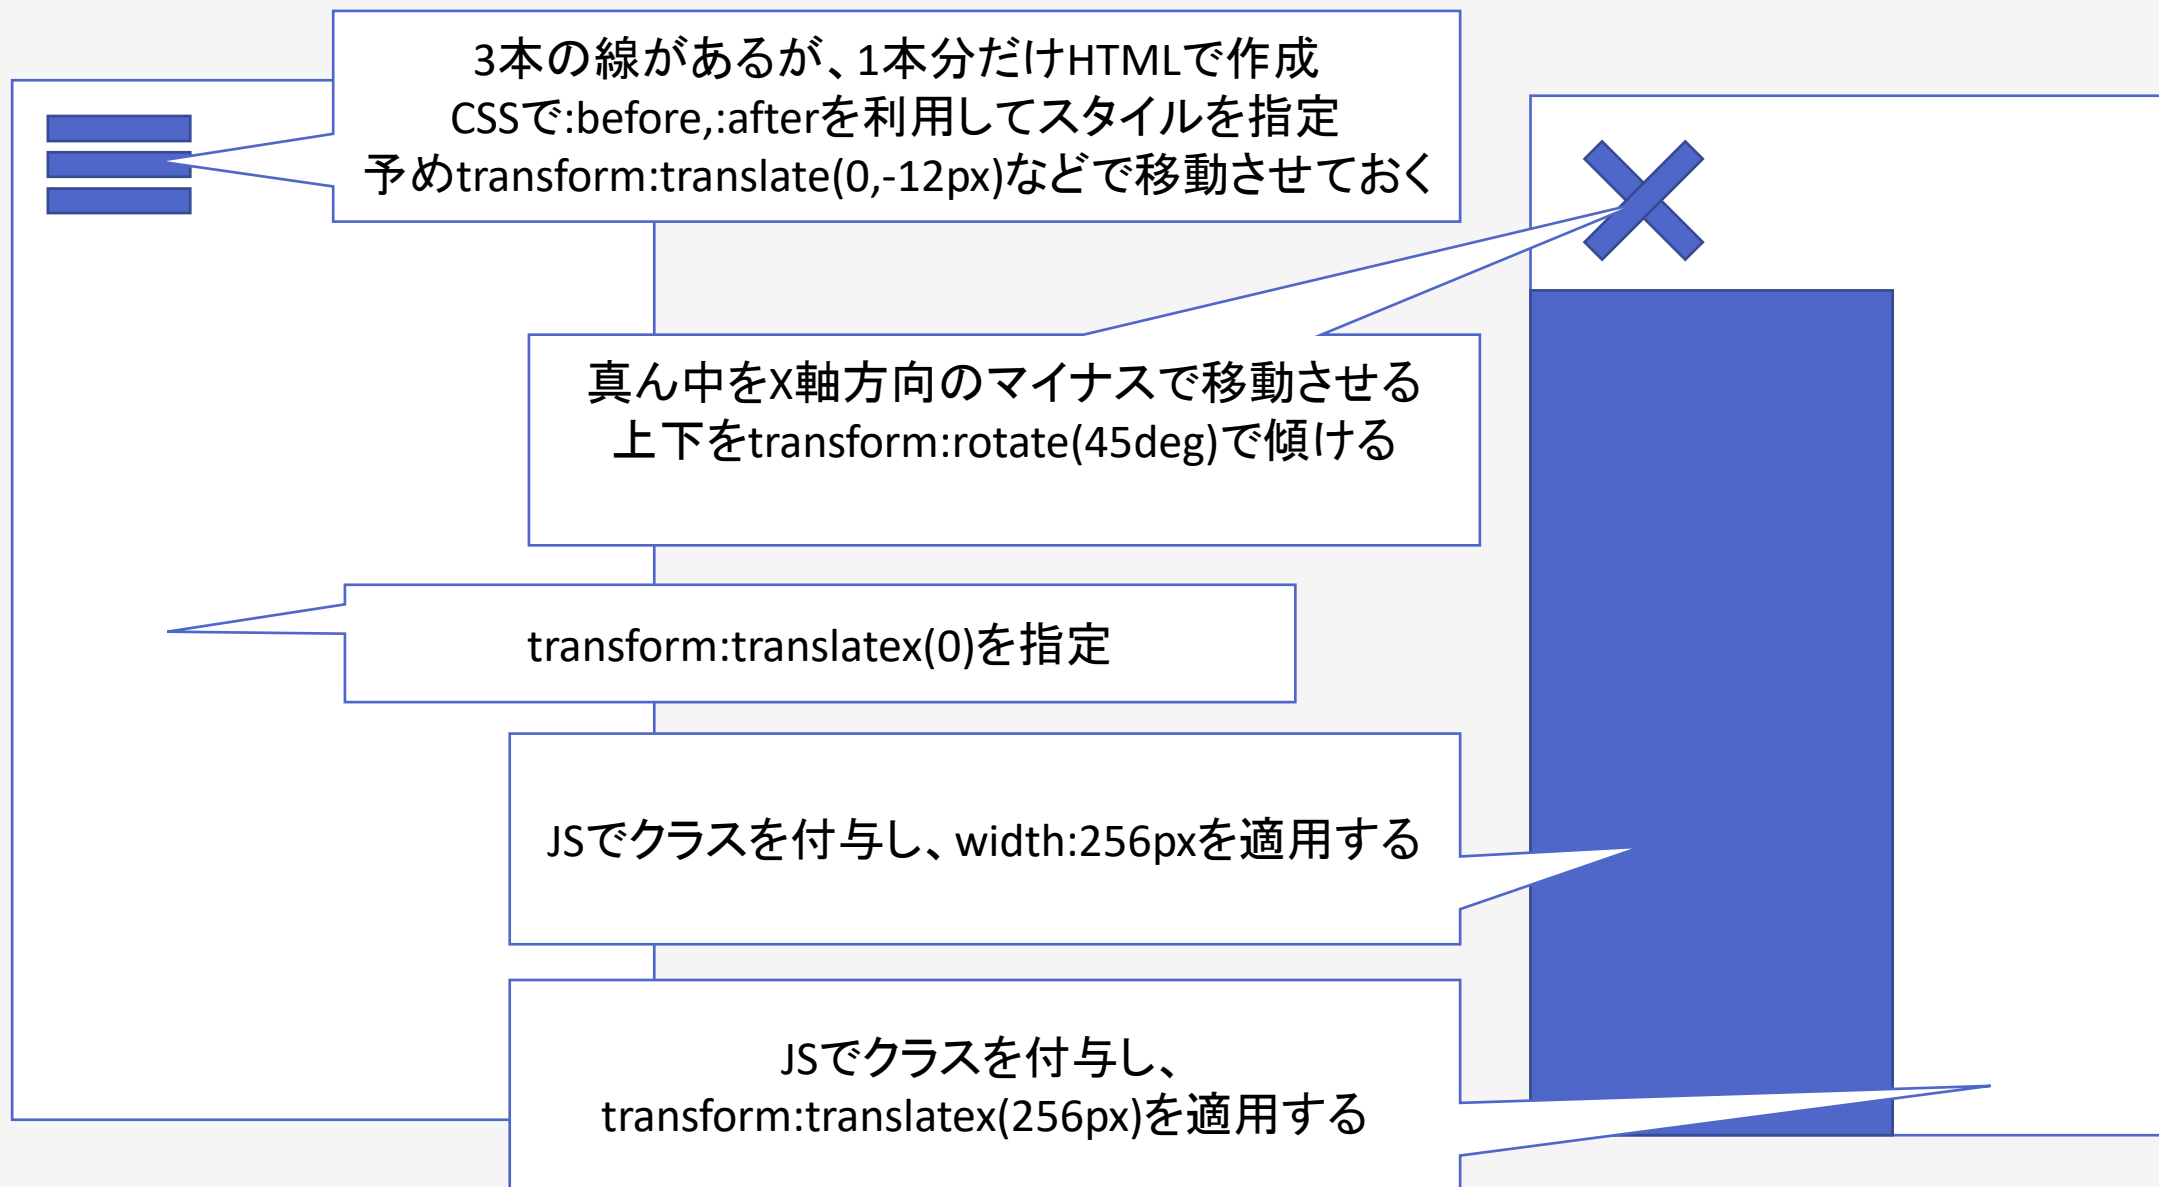 3本の線があるが、1本分だけHTMLで作成
CSSで:before,:afterを利用してスタイルを指定
予めtransform:translate(0,-12px)などで移動させておく
真ん中をX軸方向のマイナスで移動させる
上下をtransform:rotate(45deg)で傾ける
transform:translatex(0)を指定
JSでクラスを付与し、width:256pxを適用する
JSでクラスを付与し、
transform:translatex(256px)を適用する